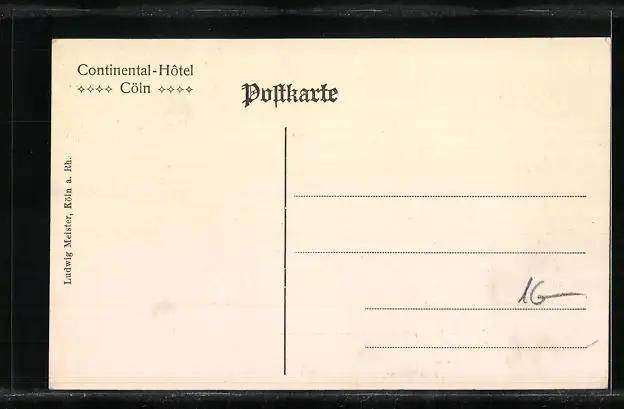 Continental-Hôtel
Cöln
Postkarte
Ludwig Meister, Köln a. Rh.
16